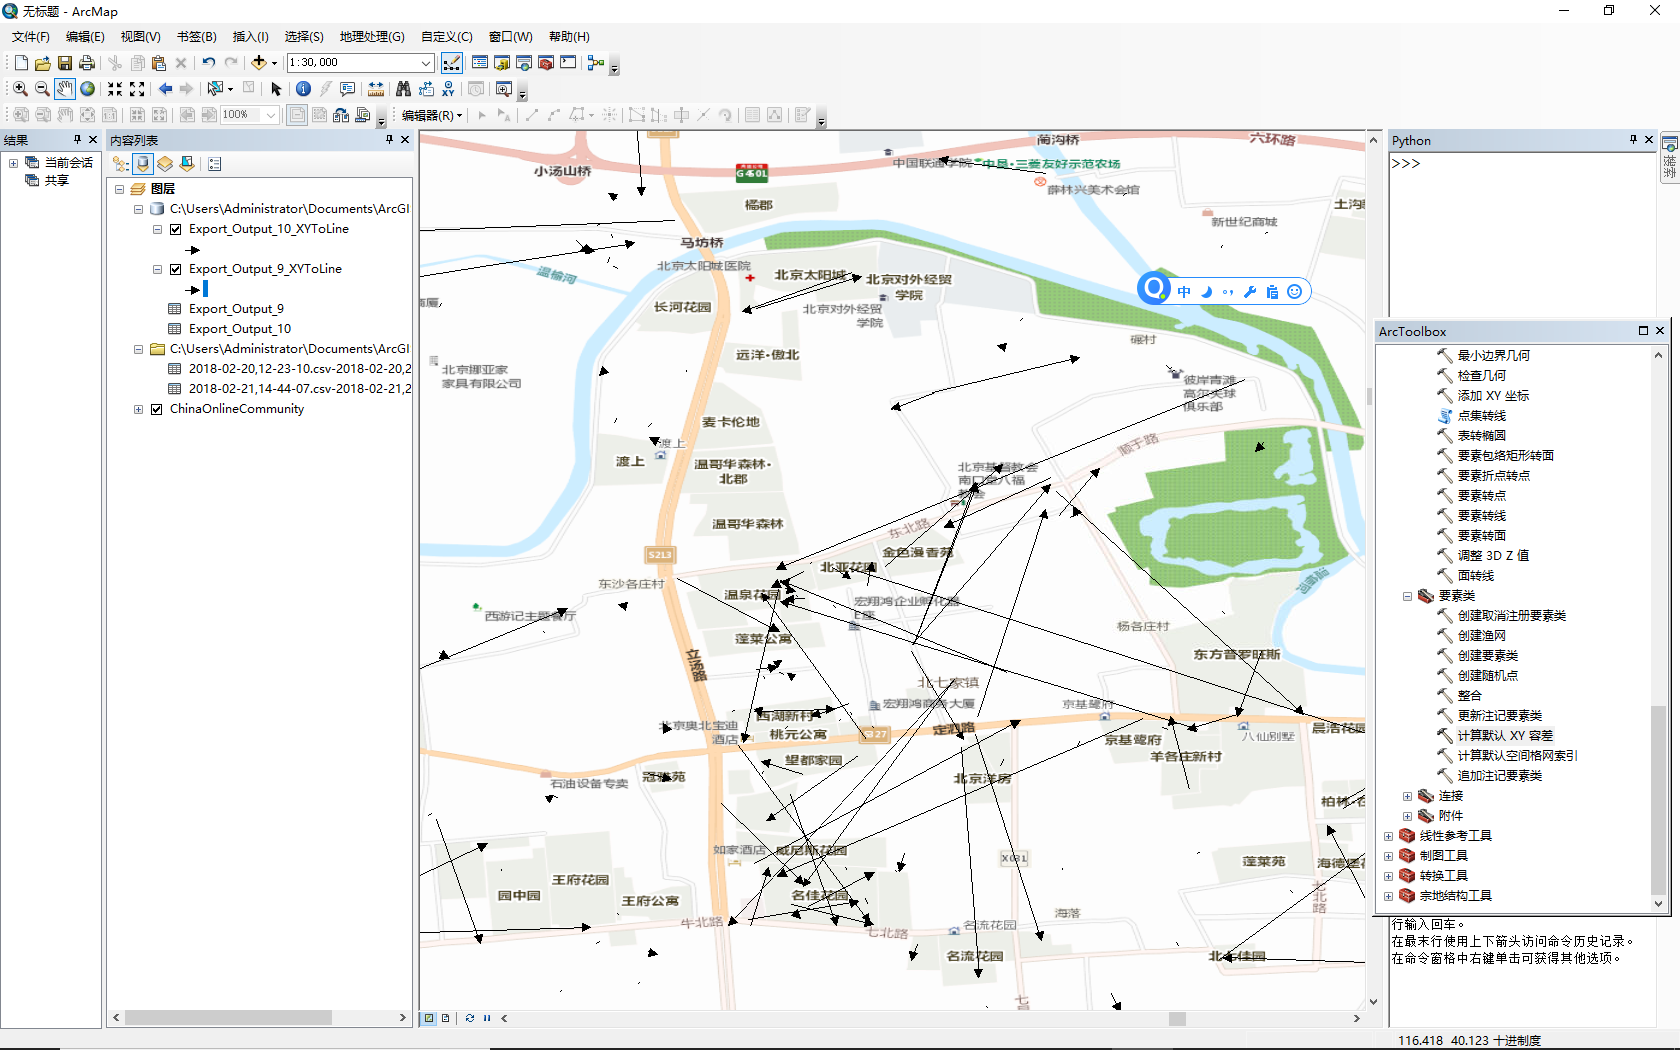 无标题 - ArcMap
文件(F) 编辑(E) 视图(V) 书签(B) 插入(I) 选择(S) 地理处理(G) 自定义(C) 窗口(W) 帮助(H)
1:30,000
100%
编辑器(R)
结果
当前会话
共享
内容列表
图层
C:\Users\Administrator\Documents\ArcGI
Export_Output_10_XYToLine
Export_Output_9_XYToLine
Export_Output_9
Export_Output_10
C:\Users\Administrator\Documents\ArcGI
2018-02-20,12-23-10.csv-2018-02-20,2
2018-02-21,14-44-07.csv-2018-02-21,2
ChinaOnlineCommunity
蔺沟桥
六环路
小汤山桥
G4501
中国联通学院
中垦·三菱友好示范农场
薛林兴美术会馆
橘郡
新世纪商城
土沟
马坊桥
温榆河
北京太阳城医院
北京太阳城
北京对外经贸
学院
长河花园
北京对外经贸
学院
中
碾村
远洋·傲北
北京挪亚家
家具有限公司
彼岸青滩
高尔夫球
俱乐部
麦卡伦地
顺于路
渡上
渡上
温哥华森林·
北郡
北京基督教会
南口堂八福
教会
温哥华森林
东北路
S213
金色漫香苑
北亚花园
东沙各庄村
温泉花园
宏翔鸿企业孵化器
E座
西游记主题餐厅
蓬莱公寓
杨各庄村
温榆河
东方普罗旺斯
立汤路
北七家镇
宏翔鸿商务大厦
京基鹭府
西湖新村
北京奥北宝迪
酒店
桃元公寓
定泗路
京基鹭府
八仙别墅
晨浩花园
羊各庄新村
望都家园
冠雅苑
石油设备专卖
北京洋房
柏林
如家酒店
威尼斯花园
X031
蓬莱苑
海德堡花
王府花园
园中园
名佳花园
王府公寓
牛北路
七北路
名流花园
海落
七北路
名流花园
北七佳园
七星
Python
>>>
ArcToolbox
最小边界几何
检查几何
添加 XY 坐标
点集转线
表转椭圆
要素包络矩形转面
要素折点转点
要素转点
要素转线
要素转面
调整 3D Z 值
面转线
要素类
创建取消注册要素类
创建渔网
创建要素类
创建随机点
整合
更新注记要素类
计算默认 XY 容差
计算默认空间格网索引
追加注记要素类
连接
附件
线性参考工具
制图工具
转换工具
宗地结构工具
行输入回车。
在最末行使用上下箭头访问命令历史记录。
在命令窗格中右键单击可获得其他选项。
116.418 40.123 十进制度